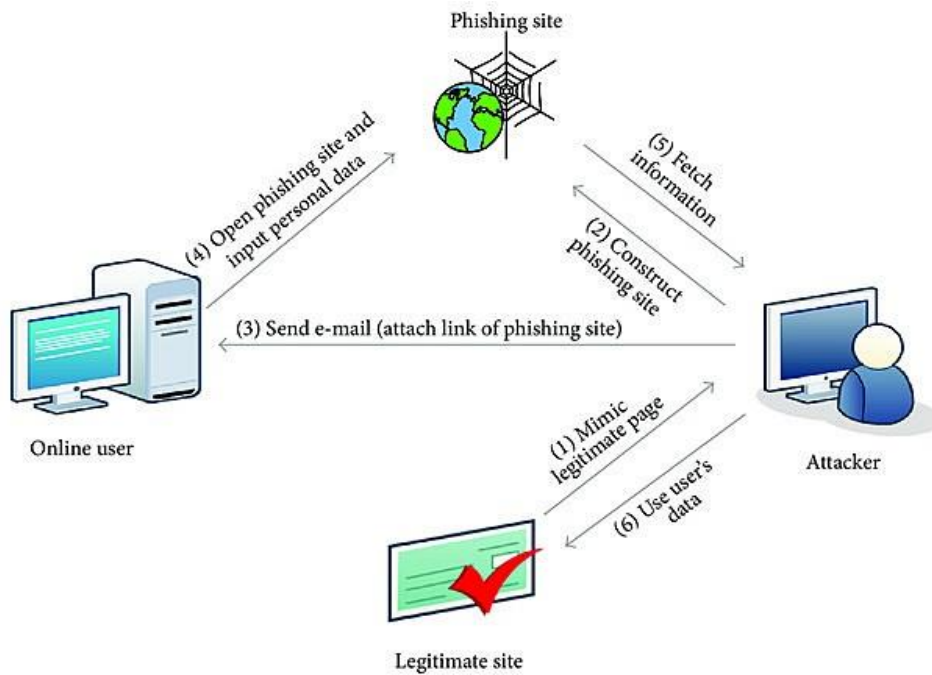 Phishing site
(4) Open phishing site and
input personal data
(5) Fetch
information
(2) Construct
phishing site
(3) Send e-mail (attach link of phishing site)
Online user
(1) Mimic
legitimate page
(6) Use user's
data
Attacker
Legitimate site